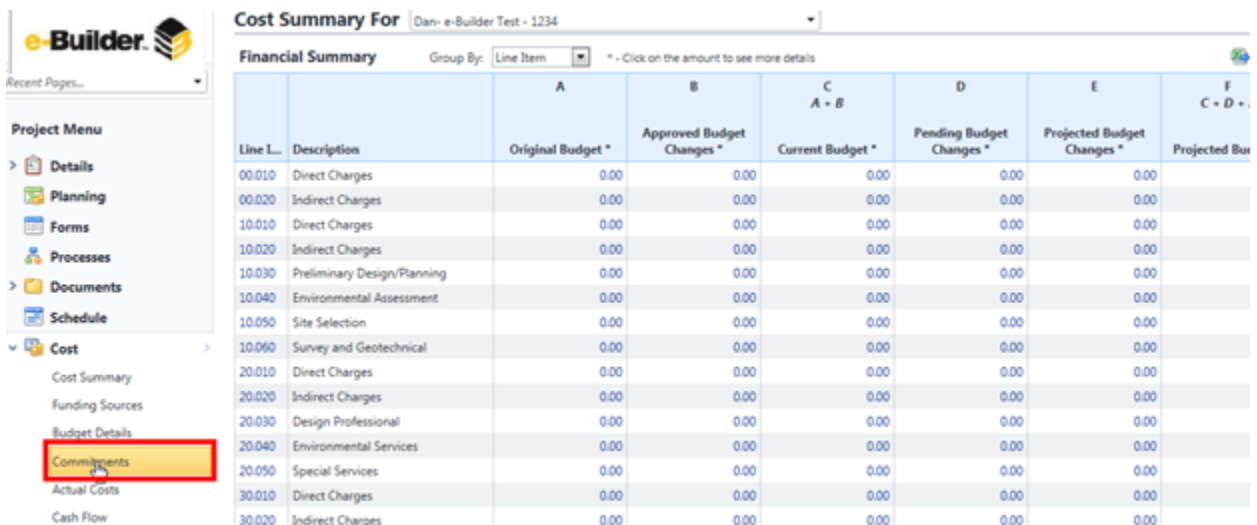 e-Builder.
Recent Pages...
Project Menu
Details
Planning
Forms
Processes
Documents
Schedule
Cost
Cost Summary
Funding Sources
Budget Details
Commitments
Actual Costs
Cash Flow
Cost Summary For Dan- e-Builder Test - 1234
Financial Summary Group By: Line Item * - Click on the amount to see more details
A B C D E F
A + B C + D +
Line I... Description Original Budget * Approved Budget Changes * Current Budget * Pending Budget Changes * Projected Budget Changes * Projected Bu
00.010 Direct Charges 0.00 0.00 0.00 0.00 0.00
00.020 Indirect Charges 0.00 0.00 0.00 0.00 0.00
10.010 Direct Charges 0.00 0.00 0.00 0.00 0.00
10.020 Indirect Charges 0.00 0.00 0.00 0.00 0.00
10.030 Preliminary Design/Planning 0.00 0.00 0.00 0.00 0.00
10.040 Environmental Assessment 0.00 0.00 0.00 0.00 0.00
10.050 Site Selection 0.00 0.00 0.00 0.00 0.00
10.060 Survey and Geotechnical 0.00 0.00 0.00 0.00 0.00
20.010 Direct Charges 0.00 0.00 0.00 0.00 0.00
20.020 Indirect Charges 0.00 0.00 0.00 0.00 0.00
20.030 Design Professional 0.00 0.00 0.00 0.00 0.00
20.040 Environmental Services 0.00 0.00 0.00 0.00 0.00
20.050 Special Services 0.00 0.00 0.00 0.00 0.00
30.010 Direct Charges 0.00 0.00 0.00 0.00 0.00
30.020 Indirect Charges 0.00 0.00 0.00 0.00 0.00